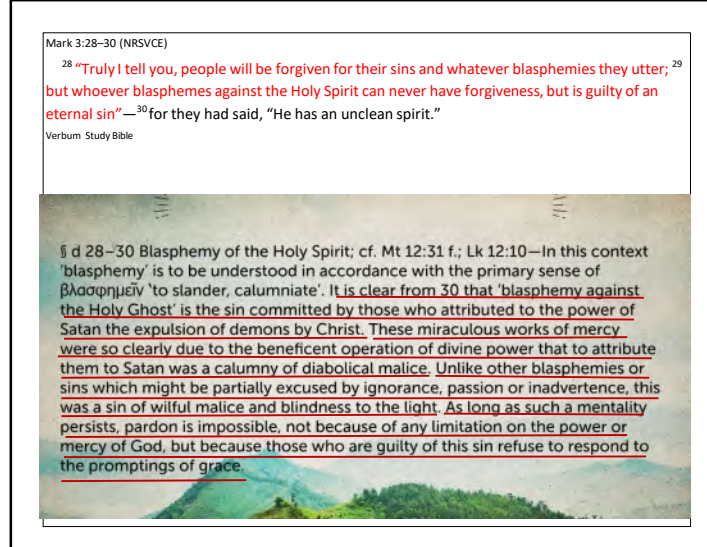 Mark 3:28–30 (NRSVCE)
28 “Truly I tell you, people will be forgiven for their sins and whatever blasphemies they utter; 29
but whoever blasphemes against the Holy Spirit can never have forgiveness, but is guilty of an
eternal sin”—30 for they had said, “He has an unclean spirit.”
Verbum Study Bible
§ d 28–30 Blasphemy of the Holy Spirit; cf. Mt 12:31 f.; Lk 12:10—In this context
‘blasphemy’ is to be understood in accordance with the primary sense of
βλασφημεῖν ‘to slander, calumniate’. It is clear from 30 that ‘blasphemy against
the Holy Ghost’ is the sin committed by those who attributed to the power of
Satan the expulsion of demons by Christ. These miraculous works of mercy
were so clearly due to the beneficent operation of divine power that to attribute
them to Satan was a calumny of diabolical malice. Unlike other blasphemies or
sins which might be partially excused by ignorance, passion or inadvertence, this
was a sin of wilful malice and blindness to the light. As long as such a mentality
persists, pardon is impossible, not because of any limitation on the power or
mercy of God, but because those who are guilty of this sin refuse to respond to
the promptings of grace.